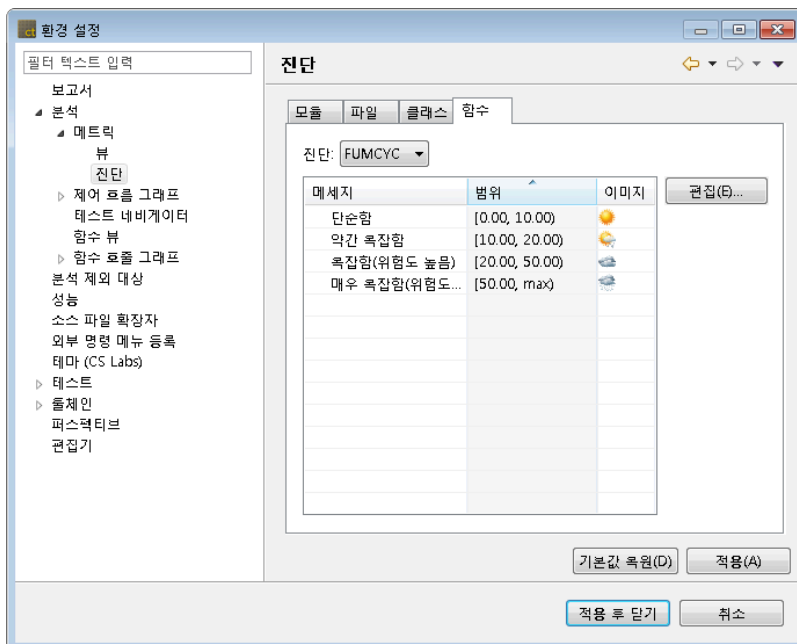 ct 환경 설정
필터 텍스트 입력
보고서
분석
메트릭
뷰
진단
제어 흐름 그래프
테스트 네비게이터
함수 뷰
함수 호출 그래프
분석 제외 대상
성능
소스 파일 확장자
외부 명령 메뉴 등록
테마 (CS Labs)
테스트
툴체인
퍼스펙티브
편집기
진단
모듈 파일 클래스 함수
진단: FUMCYC
메세지 범위 이미지 편집(E)...
단순함 [0.00, 10.00)
약간 복잡함 [10.00, 20.00)
복잡함(위험도 높음) [20.00, 50.00)
매우 복잡함(위험도... [50.00, max)
기본값 복원(D) 적용(A)
적용 후 닫기 취소